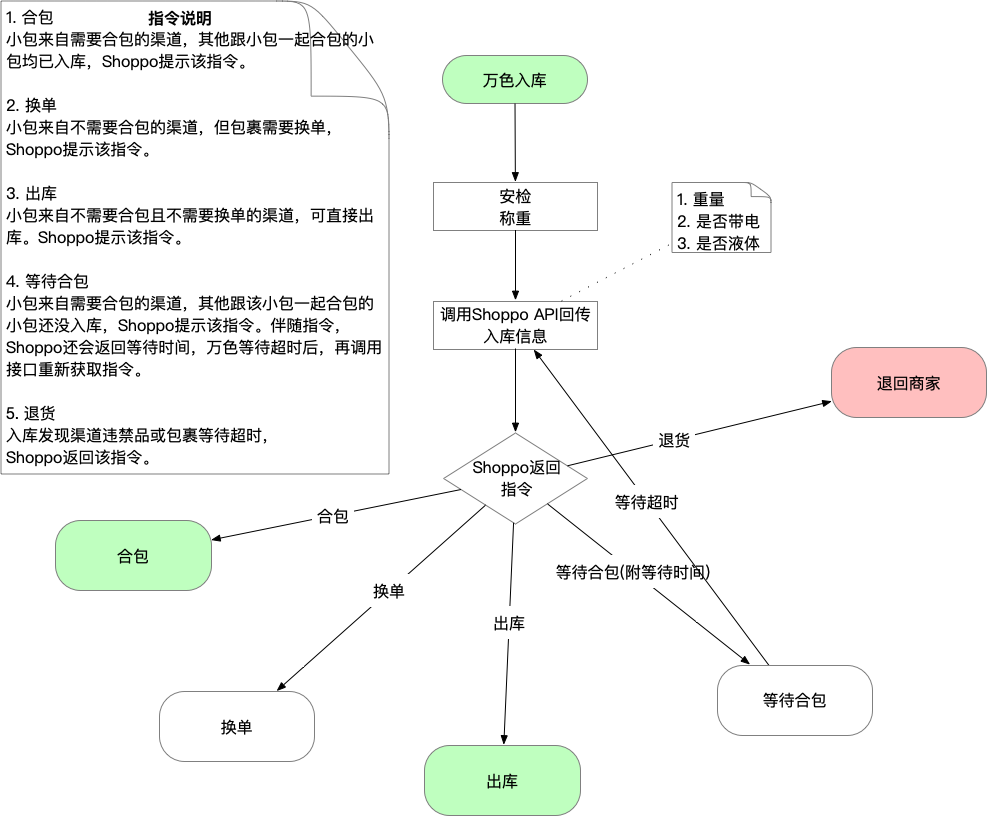 指令说明
1. 合包
小包来自需要合包的渠道，其他跟小包一起合包的小
包均已入库，Shoppo提示该指令。
2. 换单
小包来自不需要合包的渠道，但包裹需要换单，
Shoppo提示该指令。
3. 出库
小包来自不需要合包且不需要换单的渠道，可直接出
库。Shoppo提示该指令。
4. 等待合包
小包来自需要合包的渠道，其他跟该小包一起合包的
小包还没入库，Shoppo提示该指令。伴随指令，
Shoppo还会返回等待时间，万色等待超时后，再调用
接口重新获取指令。
5. 退货
入库发现渠道违禁品或包裹等待超时，
Shoppo返回该指令。
万色入库
安检
称重
1. 重量
2. 是否带电
3. 是否液体
调用Shoppo API回传
入库信息
退回商家
退货
Shoppo返回
指令
等待超时
合包
合包
等待合包(附等待时间)
换单
出库
等待合包
换单
出库